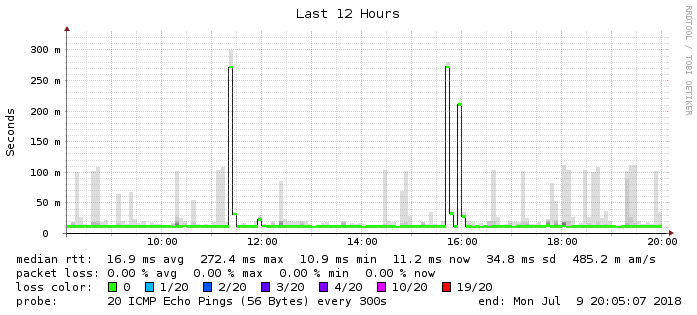 Last 12 Hours
RRDTOOL / TOBI OETIKER
Seconds
300 m
250 m
200 m
150 m
100 m
50 m
0
10:00 12:00 14:00 16:00 18:00 20:00
median rtt: 16.9 ms avg 272.4 ms max 10.9 ms min 11.2 ms now 34.8 ms sd 485.2 m am/s
packet loss: 0.00 % avg 0.00 % max 0.00 % min 0.00 % now
loss color: 0 1/20 2/20 3/20 4/20 10/20 19/20
probe: 20 ICMP Echo Pings (56 Bytes) every 300s end: Mon Jul 9 20:05:07 2018